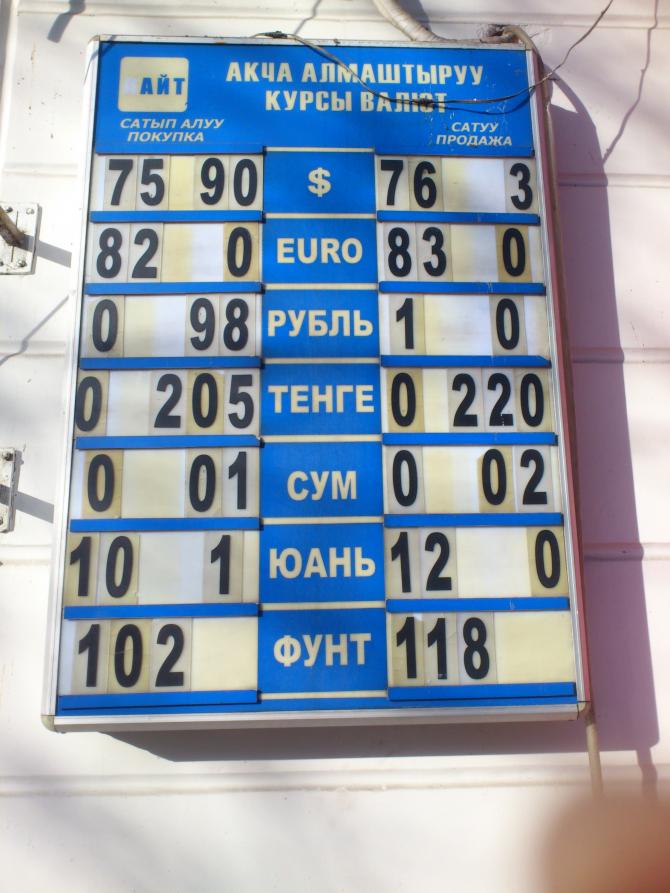 АЙТ
АКЧА АЛМАШТЫРУУ
КУРСЫ ВАЛЮТ
САТЫП АЛУУ
ПОКУПКА
САТУУ
ПРОДАЖА
75 90 $ 76 3
82 0 EURO 83 0
0 98 РУБЛЬ 1 0
0 205 ТЕНГЕ 0 220
0 01 СУМ 0 02
10 1 ЮАНЬ 12 0
102 ФУНТ 118